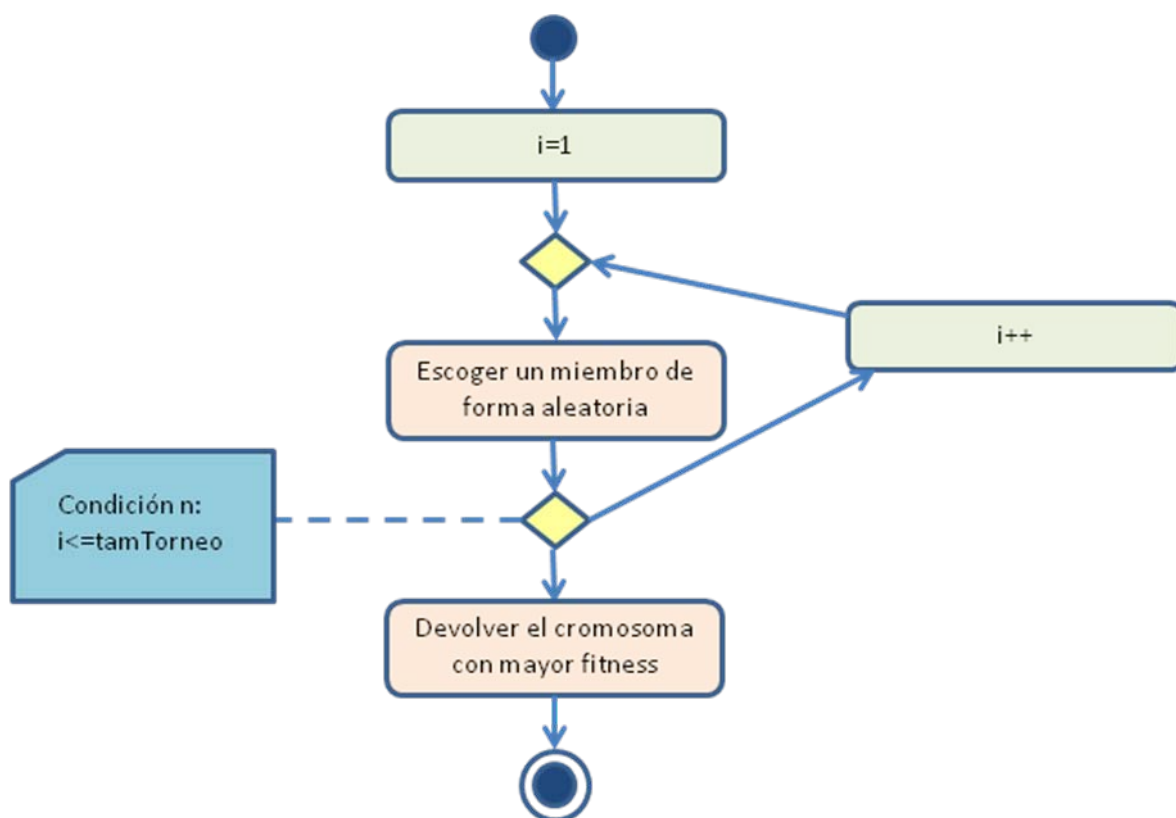 i=1
i++
Escoger un miembro de
forma aleatoria
Condición n:
i<=tamTorneo
Devolver el cromosoma
con mayor fitness